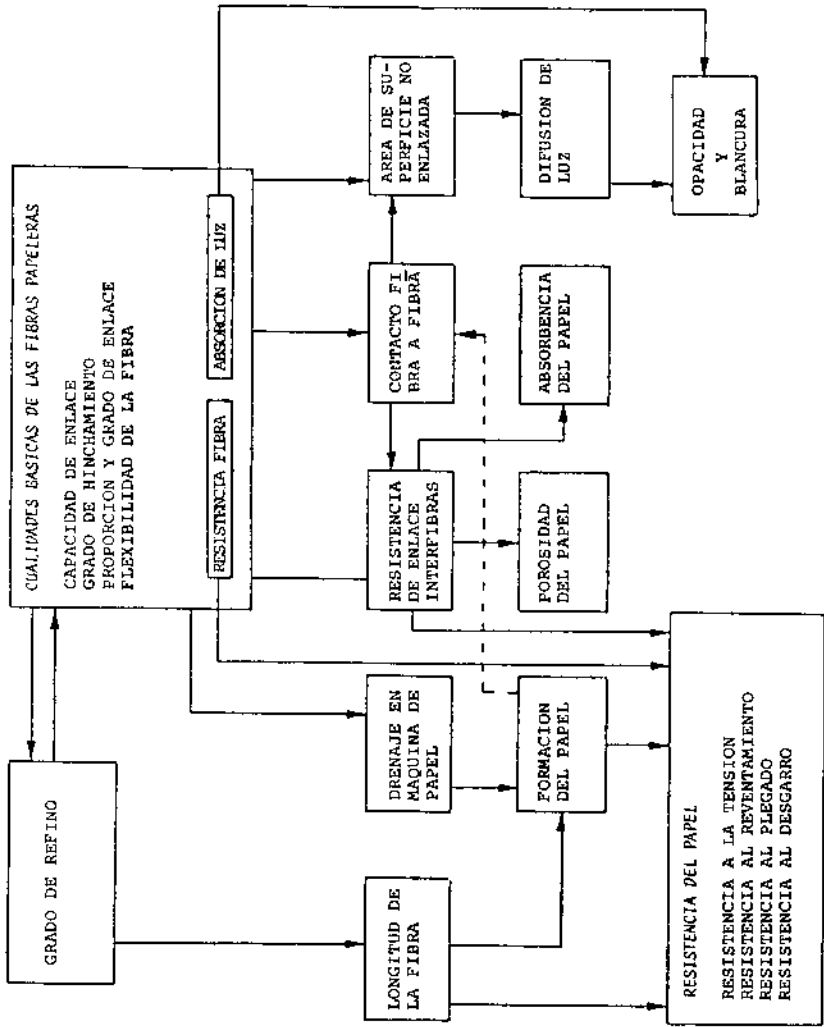 GRADO DE REFINO
CUALIDADES BASICAS DE LAS FIBRAS PAPELERAS
CAPACIDAD DE ENLACE
GRADO DE HINCHAMIENTO
PROPORCION Y GRADO DE ENLACE
FLEXIBILIDAD DE LA FIBRA
RESISTENCIA FIBRA
ABSORCION DE LUZ
LONGITUD DE
LA FIBRA
DRENAJE EN
MAQUINA DE
PAPEL
RESISTENCIA
DE ENLACE
INTERFIBRAS
CONTACTO FI
BRA A FIBRA
AREA DE SU-
PERFICIE NO
ENLAZADA
FORMACION
DEL PAPEL
POROSIDAD
DEL PAPEL
ABSORBENCIA
DEL PAPEL
DIFUSION DE
LUZ
RESISTENCIA DEL PAPEL
RESISTENCIA A LA TENSION
RESISTENCIA AL REVENTAMIENTO
RESISTENCIA AL PLEGADO
RESISTENCIA AL DESGARRO
OPACIDAD
Y
BLANCURA